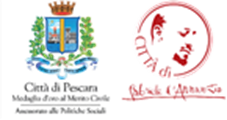 Città di Pescara
Medaglia d'oro al Merito Civile
Assessorato alle Politiche Sociali
CITTÀ di
Gabriele d'Annunzio